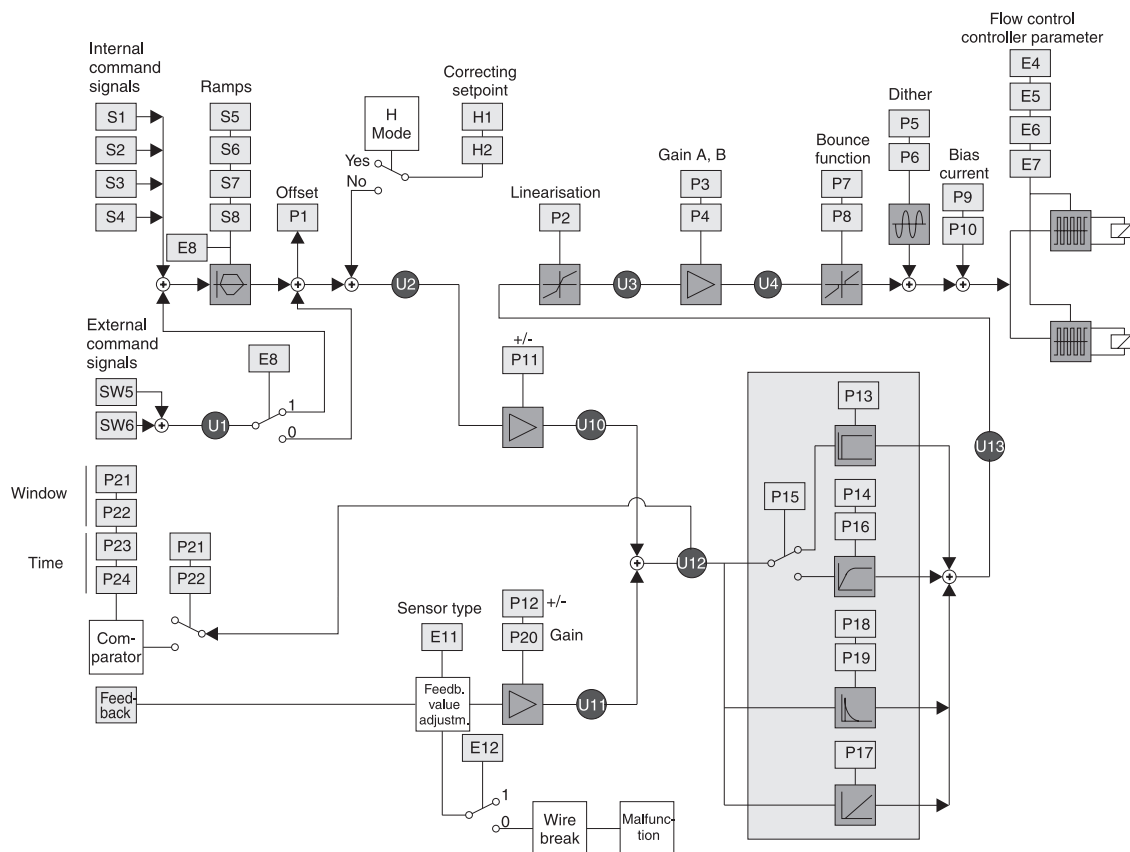 Flow control
controller parameter
E4
E5
E6
E7
Internal
command
signals
S1
S2
S3
S4
Ramps
S5
S6
S7
S8
E8
Offset
P1
H
Mode
Yes
No
Correcting
setpoint
H1
H2
U2
Linearisation
P2
U3
Gain A, B
P3
P4
U4
Bounce
function
P7
P8
Dither
P5
P6
Bias
current
P9
P10
External
command
signals
SW5
SW6
U1
E8
1
0
+/-
P11
U10
P13
P14
P15
P16
U13
Window
P21
P22
Time
P23
P24
P21
P22
Com-
parator
U12
Sensor type
E11
P12 +/-
P20 Gain
Feed-
back
Feedb.
value
adjustm.
U11
P18
P19
P17
E12
1
0
Wire
break
Malfunc-
tion